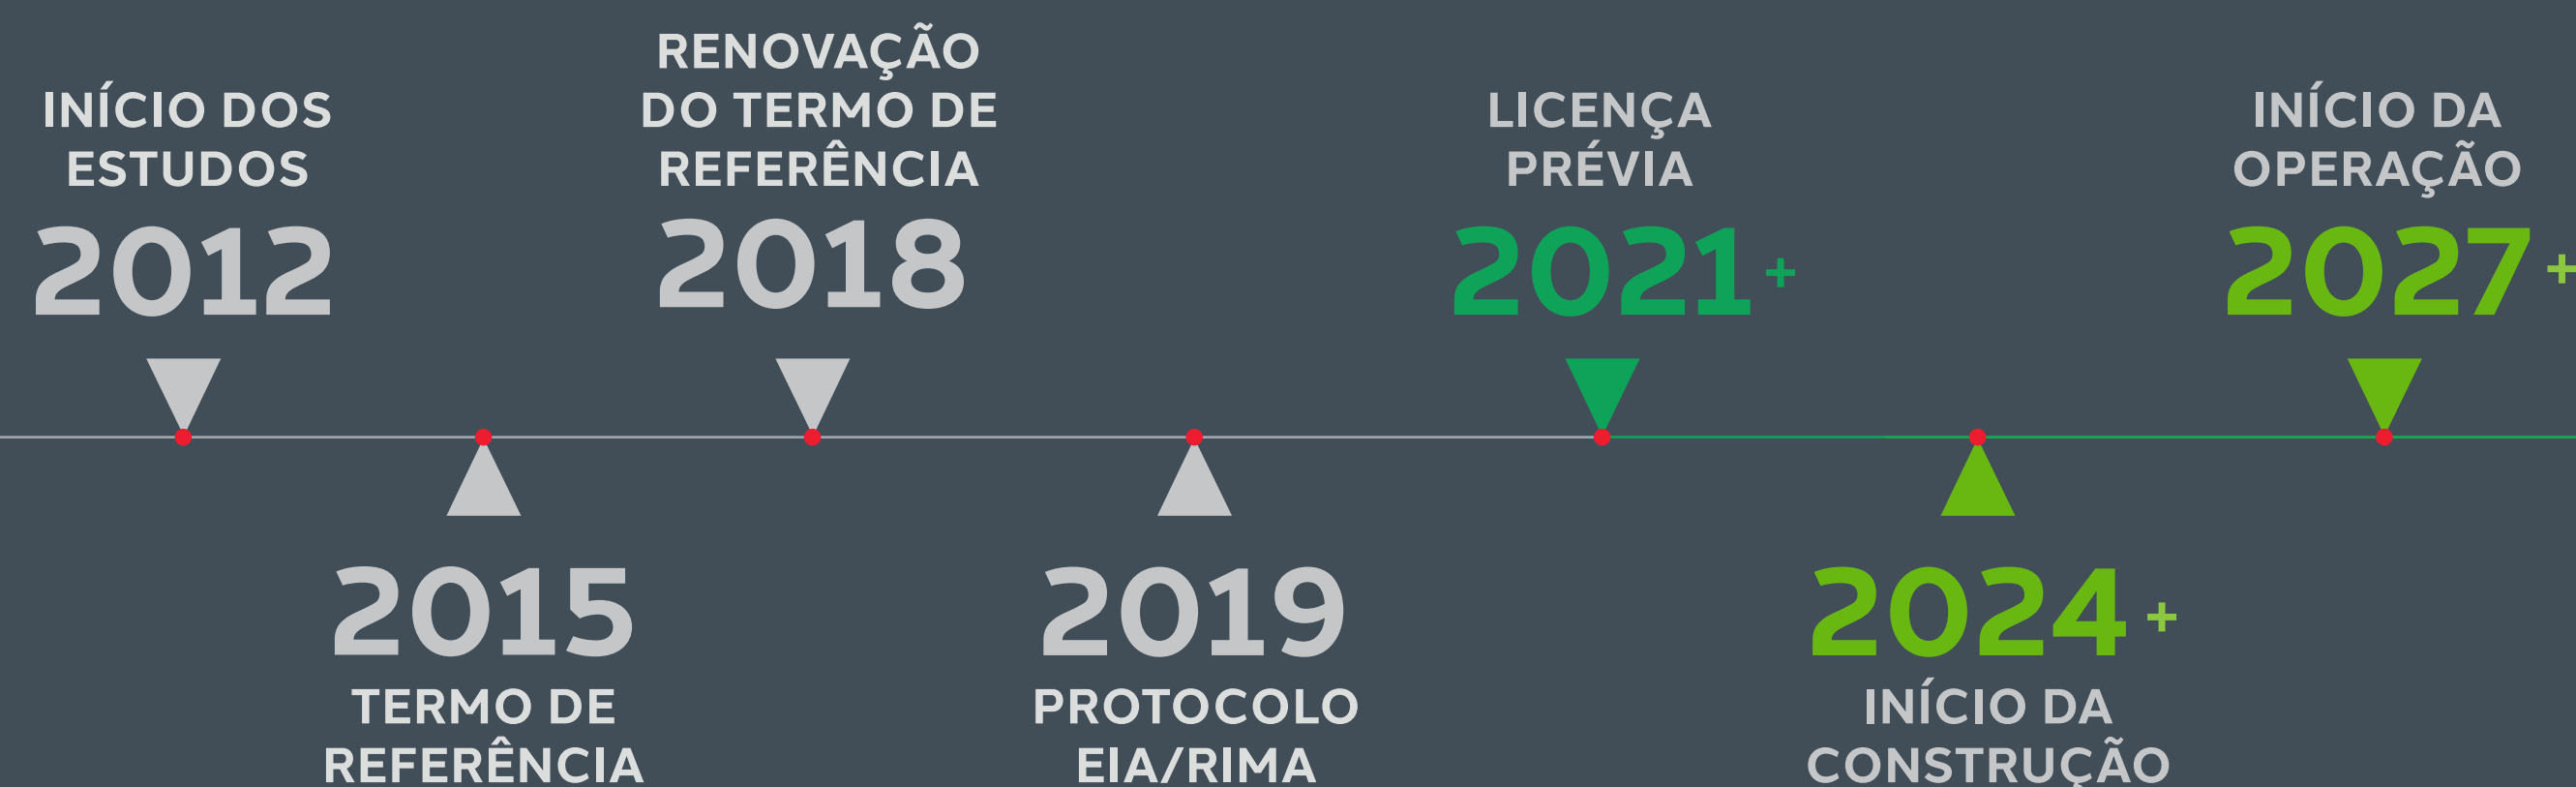 INÍCIO DOS
ESTUDOS
2012
TERMO DE
REFERÊNCIA
2015
RENOVAÇÃO
DO TERMO DE
REFERÊNCIA
2018
2019
PROTOCOLO
EIA/RIMA
LICENÇA
PRÉVIA
2021+
2024+
INÍCIO DA
CONSTRUÇÃO
INÍCIO DA
OPERAÇÃO
2027+